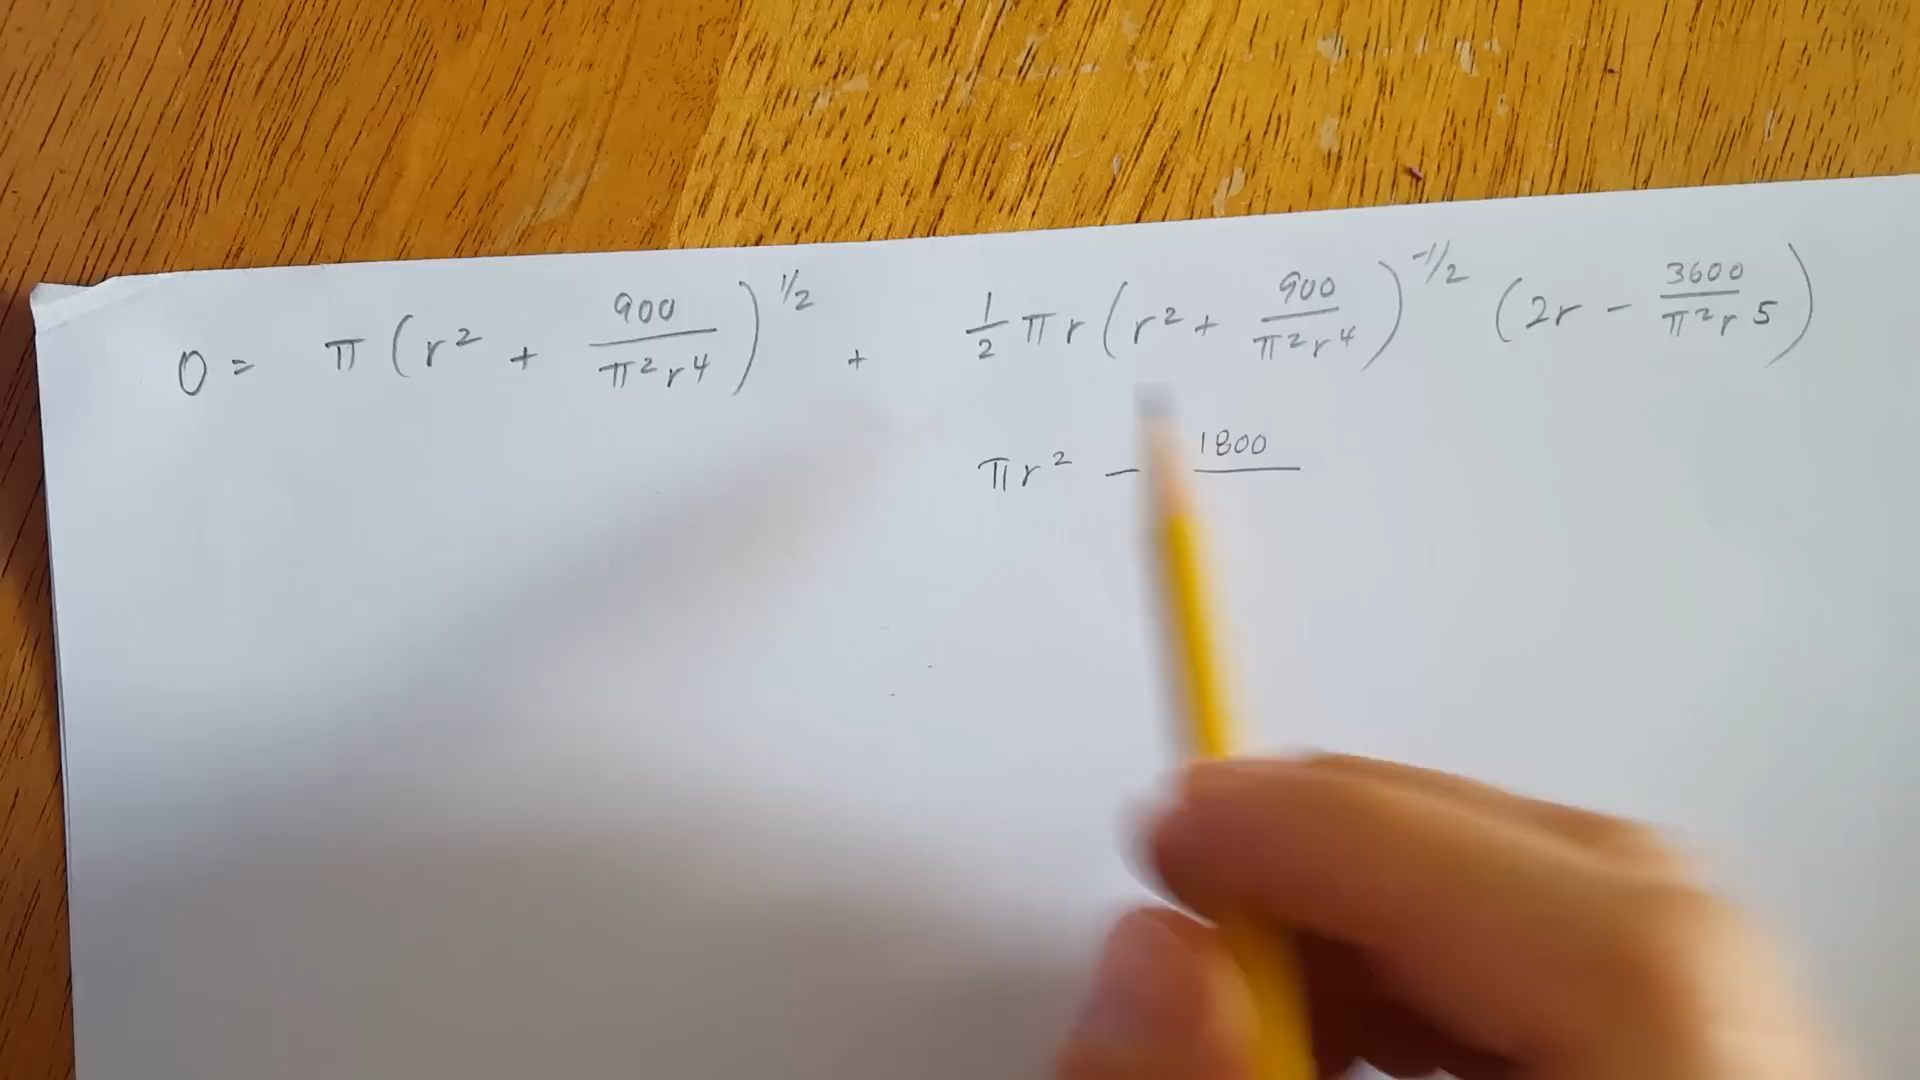 0 = π(r² + 900/π²r⁴)^1/2 + 1/2 πr(r² + 900/π²r⁴)^-1/2 (2r - 3600/π²r5)
πr² - 1800/